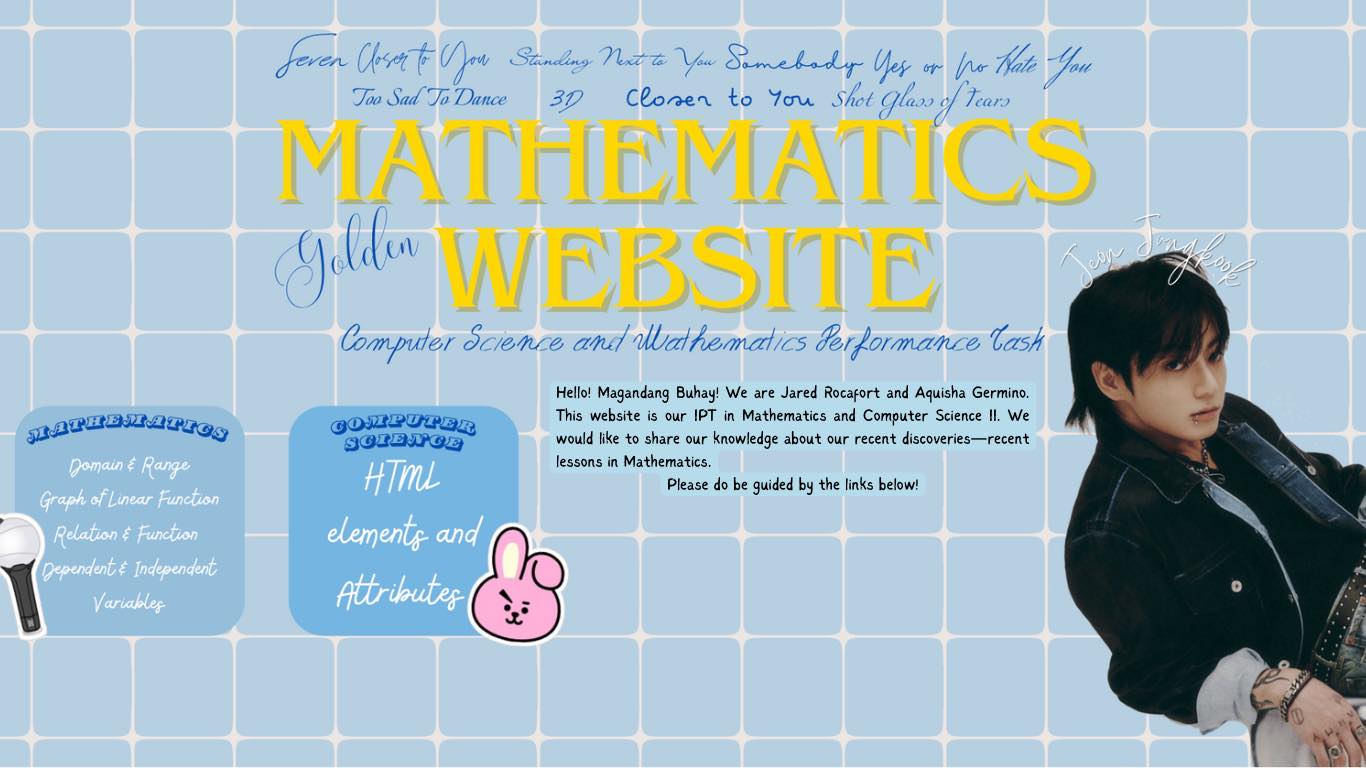 Seven Closer to You Standing Next to You Somebody Yes or No Hate You
Too Sad To Dance 3D Closer to You Shot Glass of Tears
MATHEMATICS
Golden WEBSITE
Jeon Jungkook
Computer Science and Mathematics Performance Task
Hello! Magandang Buhay! We are Jared Rocafort and Aquisha Germino.
This website is our IPT in Mathematics and Computer Science II. We
would like to share our knowledge about our recent discoveries—recent
lessons in Mathematics.
Please do be guided by the links below!
MATHEMATICS
Domain & Range
Graph of Linear Function
Relation & Function
Dependent & Independent
Variables
COMPUTER
SCIENCE
HTML
elements and
Attributes